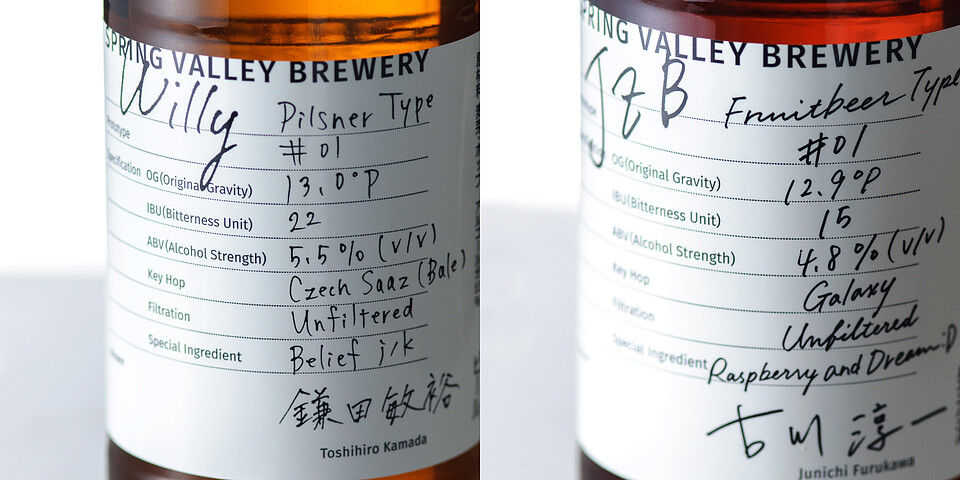 SPRING VALLEY BREWERY
Willy
Pilsner Type
Prototype
#01
Specification
OG(Original Gravity) 13.0°P
IBU(Bitterness Unit) 22
ABV(Alcohol Strength) 5.5% (v/v)
Key Hop Czech Saaz (Bale)
Filtration Unfiltered
Special Ingredient Belief j/k
鎌田敏裕
Toshihiro Kamada
SPRING VALLEY BREWERY
Fruitbeer Type
#01
OG(Original Gravity) 12.9°P
IBU(Bitterness Unit) 15
ABV(Alcohol Strength) 4.8% (v/v)
Key Hop Galaxy
Filtration Unfiltered
Special Ingredient Raspberry and Dream:D
古川淳一
Junichi Furukawa